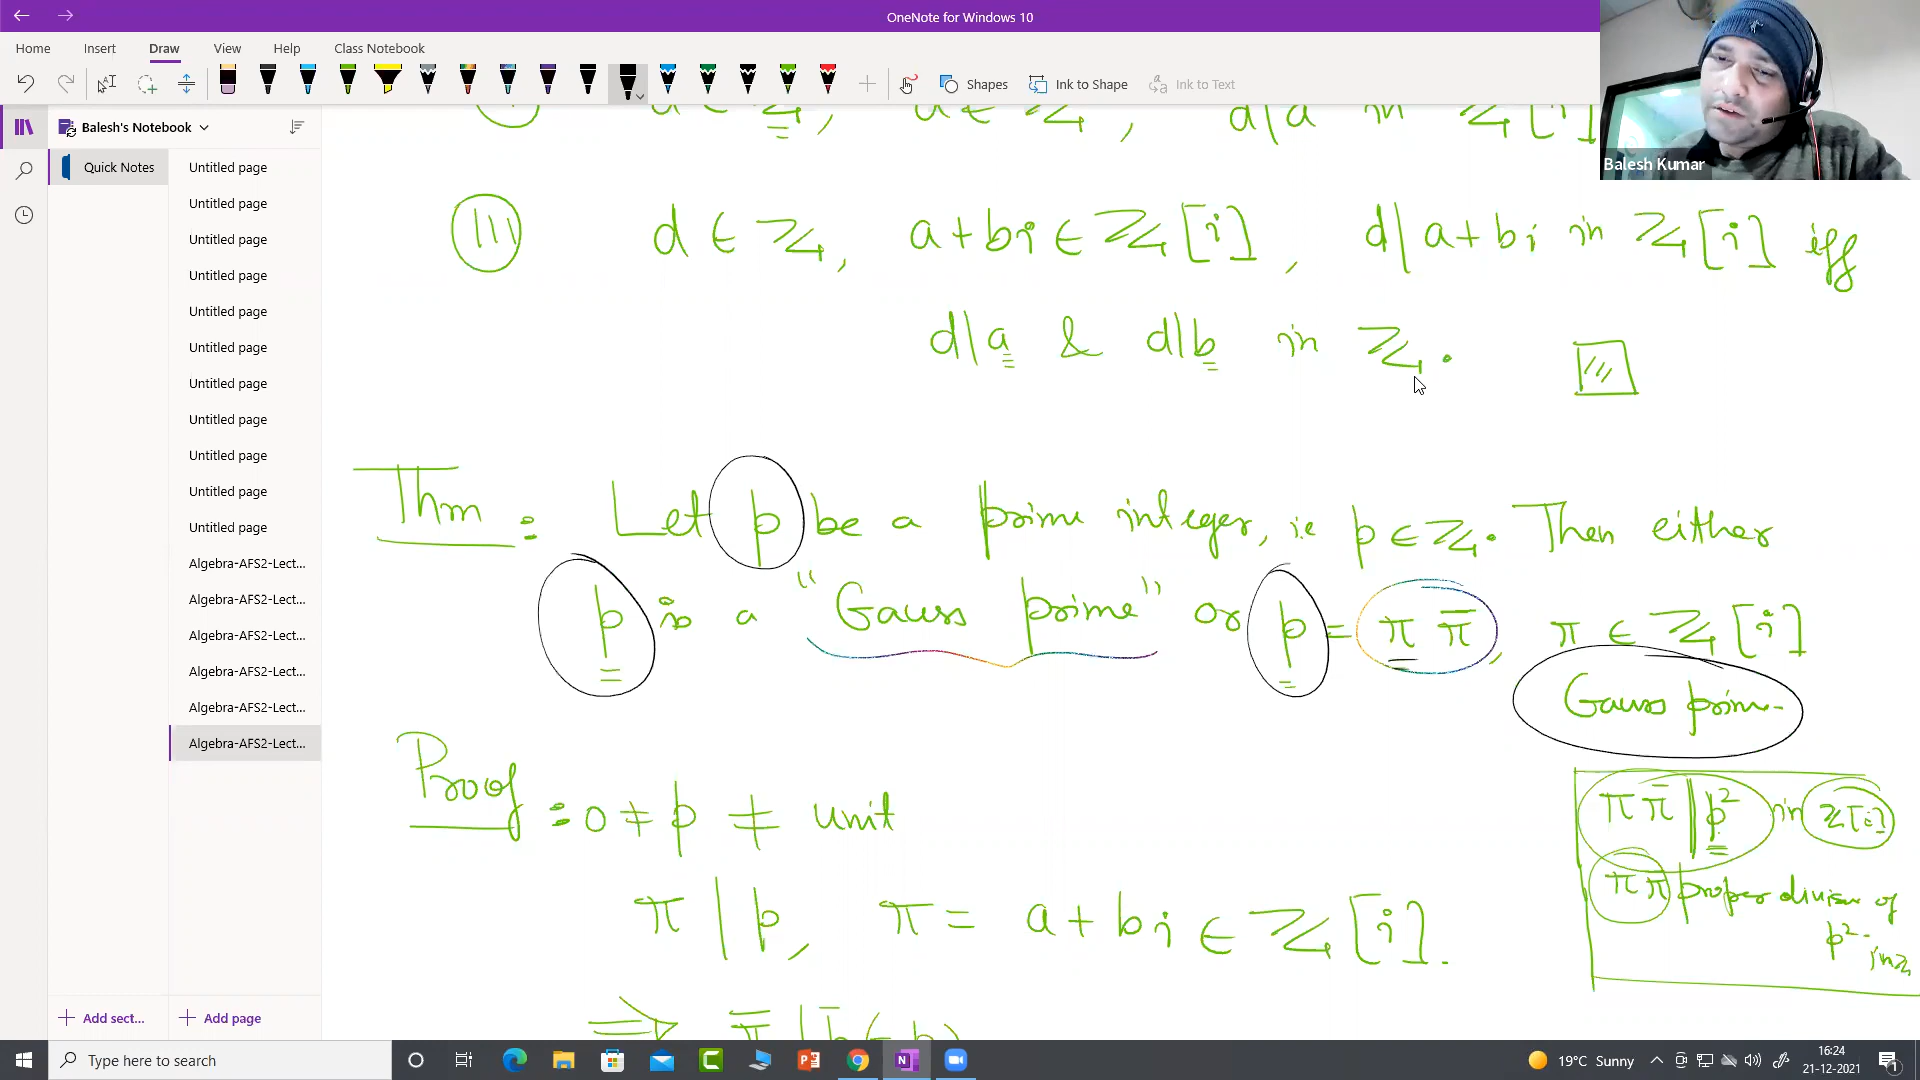 OneNote for Windows 10
Home Insert Draw View Help Class Notebook
Shapes Ink to Shape Ink to Text
Balesh's Notebook
Quick Notes
Untitled page
Untitled page
Untitled page
Untitled page
Untitled page
Untitled page
Untitled page
Untitled page
Untitled page
Untitled page
Untitled page
Algebra-AFS2-Lect...
Algebra-AFS2-Lect...
Algebra-AFS2-Lect...
Algebra-AFS2-Lect...
Algebra-AFS2-Lect...
Algebra-AFS2-Lect...
Add sect... Add page
Balesh Kumar
III d ∈ ℤ, a+bi ∈ ℤ[i], d|a+bi in ℤ[i] iff
d|a & d|b in ℤ.
Thm: Let p be a prime integer, ie p ∈ ℤ. Then either
p is a "Gauss prime" or p = π π̄, π ∈ ℤ[i]
Gauss prime.
Proof: 0 ≠ p ≠ unit
π π̄ | p² in ℤ[i]
π π̄ proper divisor of
p². in ℤ
π | p, π = a+bi ∈ ℤ[i].
Type here to search
19°C Sunny
16:24
21-12-2021
1